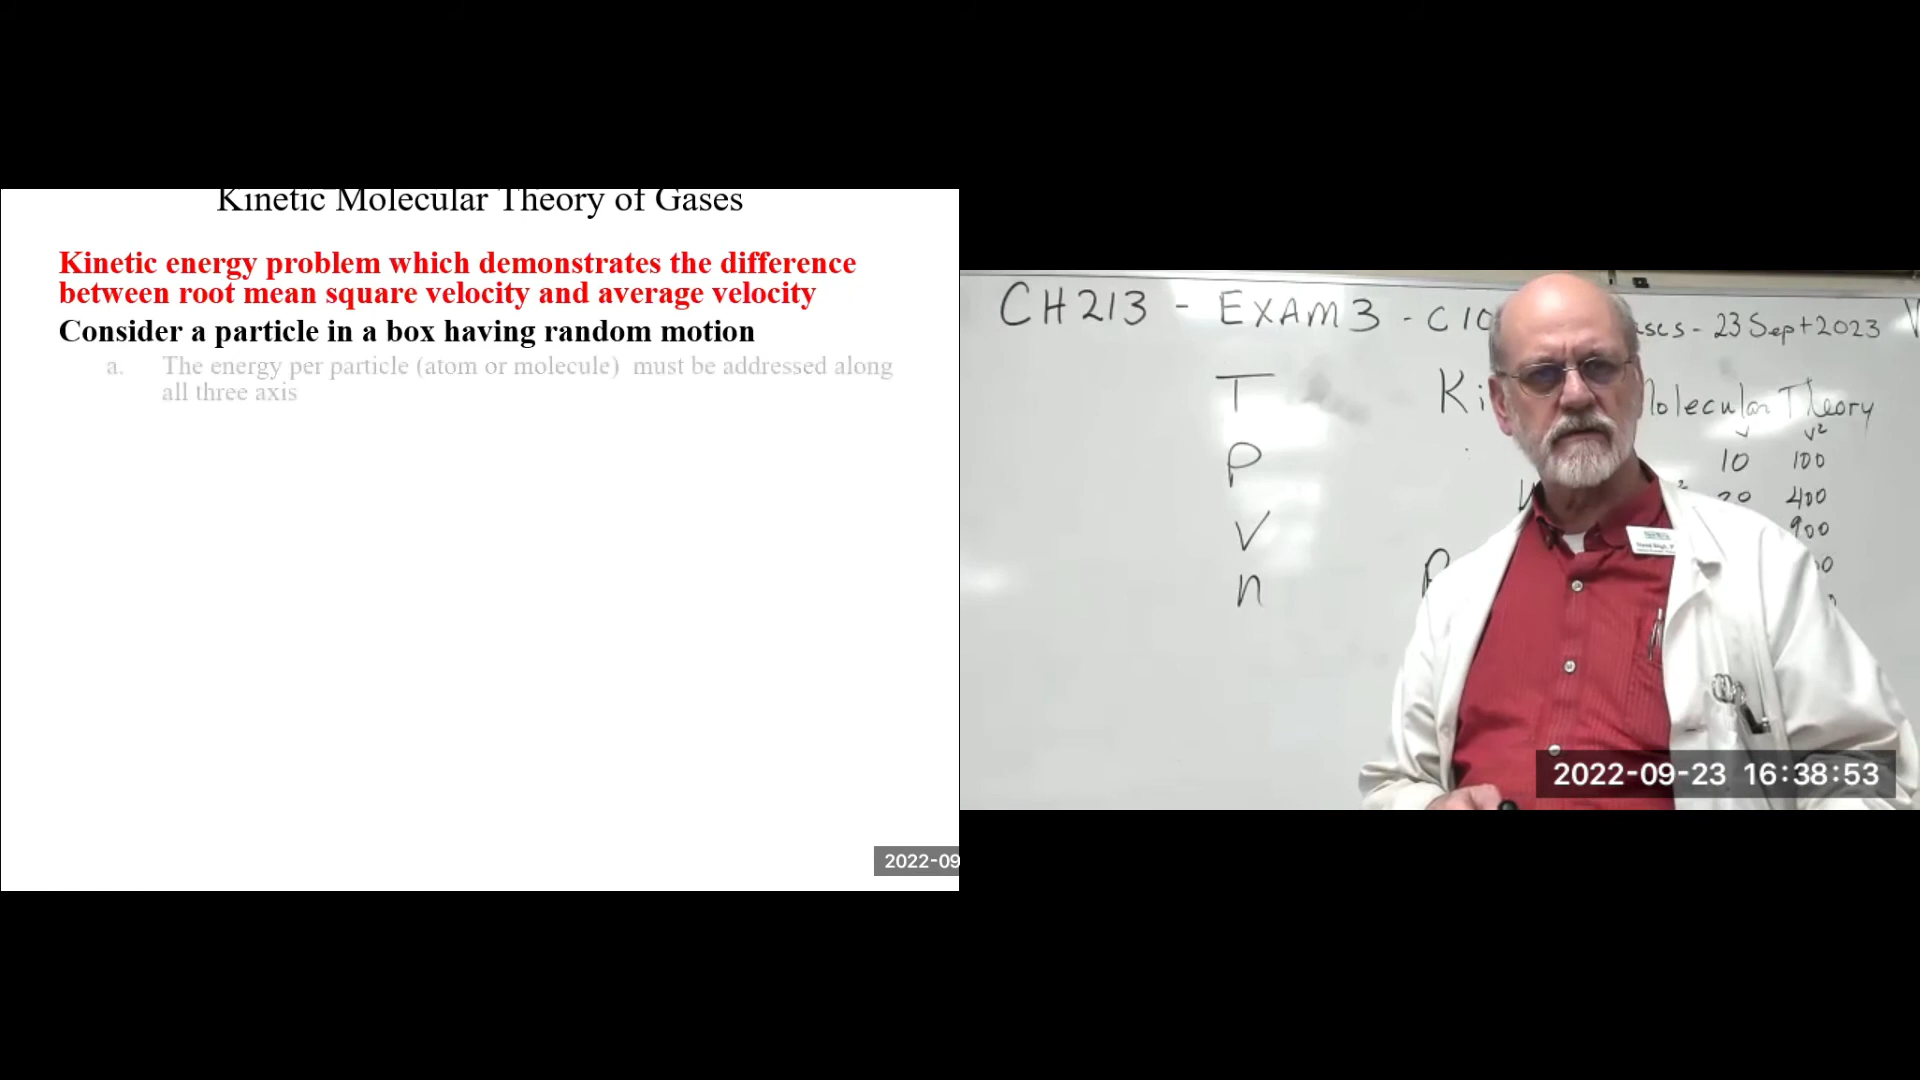 Kinetic Molecular Theory of Gases
Kinetic energy problem which demonstrates the difference
between root mean square velocity and average velocity
Consider a particle in a box having random motion
a. The energy per particle (atom or molecule) must be addressed along
all three axis
2022-09
CH213 - EXAM3 - C10 ases - 23 Sept 2023 V
T Ki Molecular Theory
v v²
P 10 100
20 400
V 900
n
2022-09-23 16:38:53